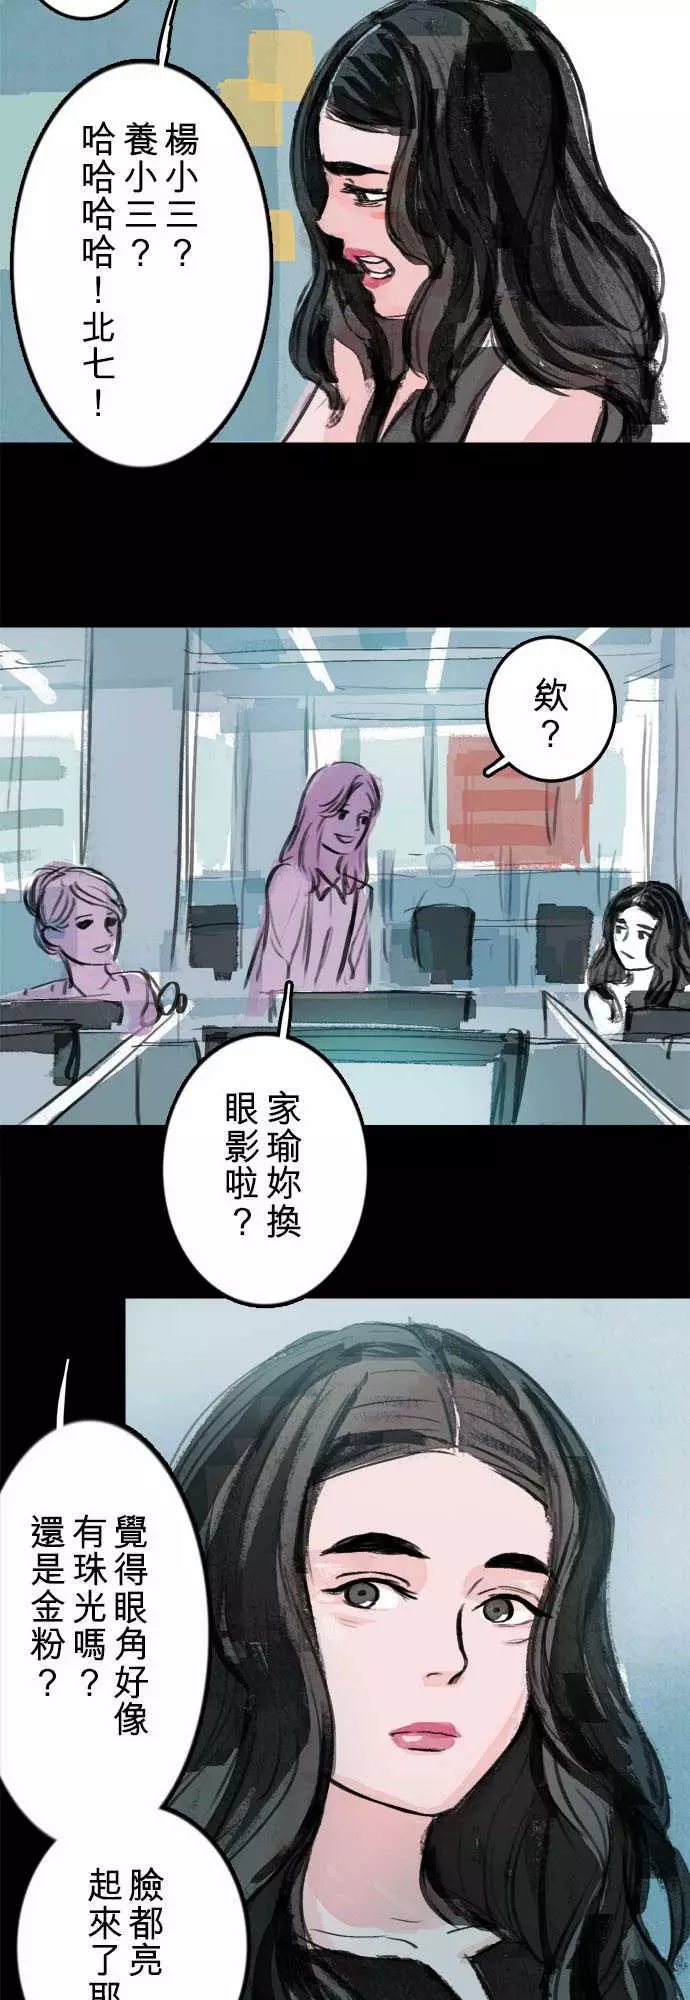 楊小三？
養小三？
哈哈哈哈！北七！
欸？
家瑜妳換
眼影啦？
覺得眼角好像
有珠光嗎？
還是金粉？
臉都亮
起來了耶